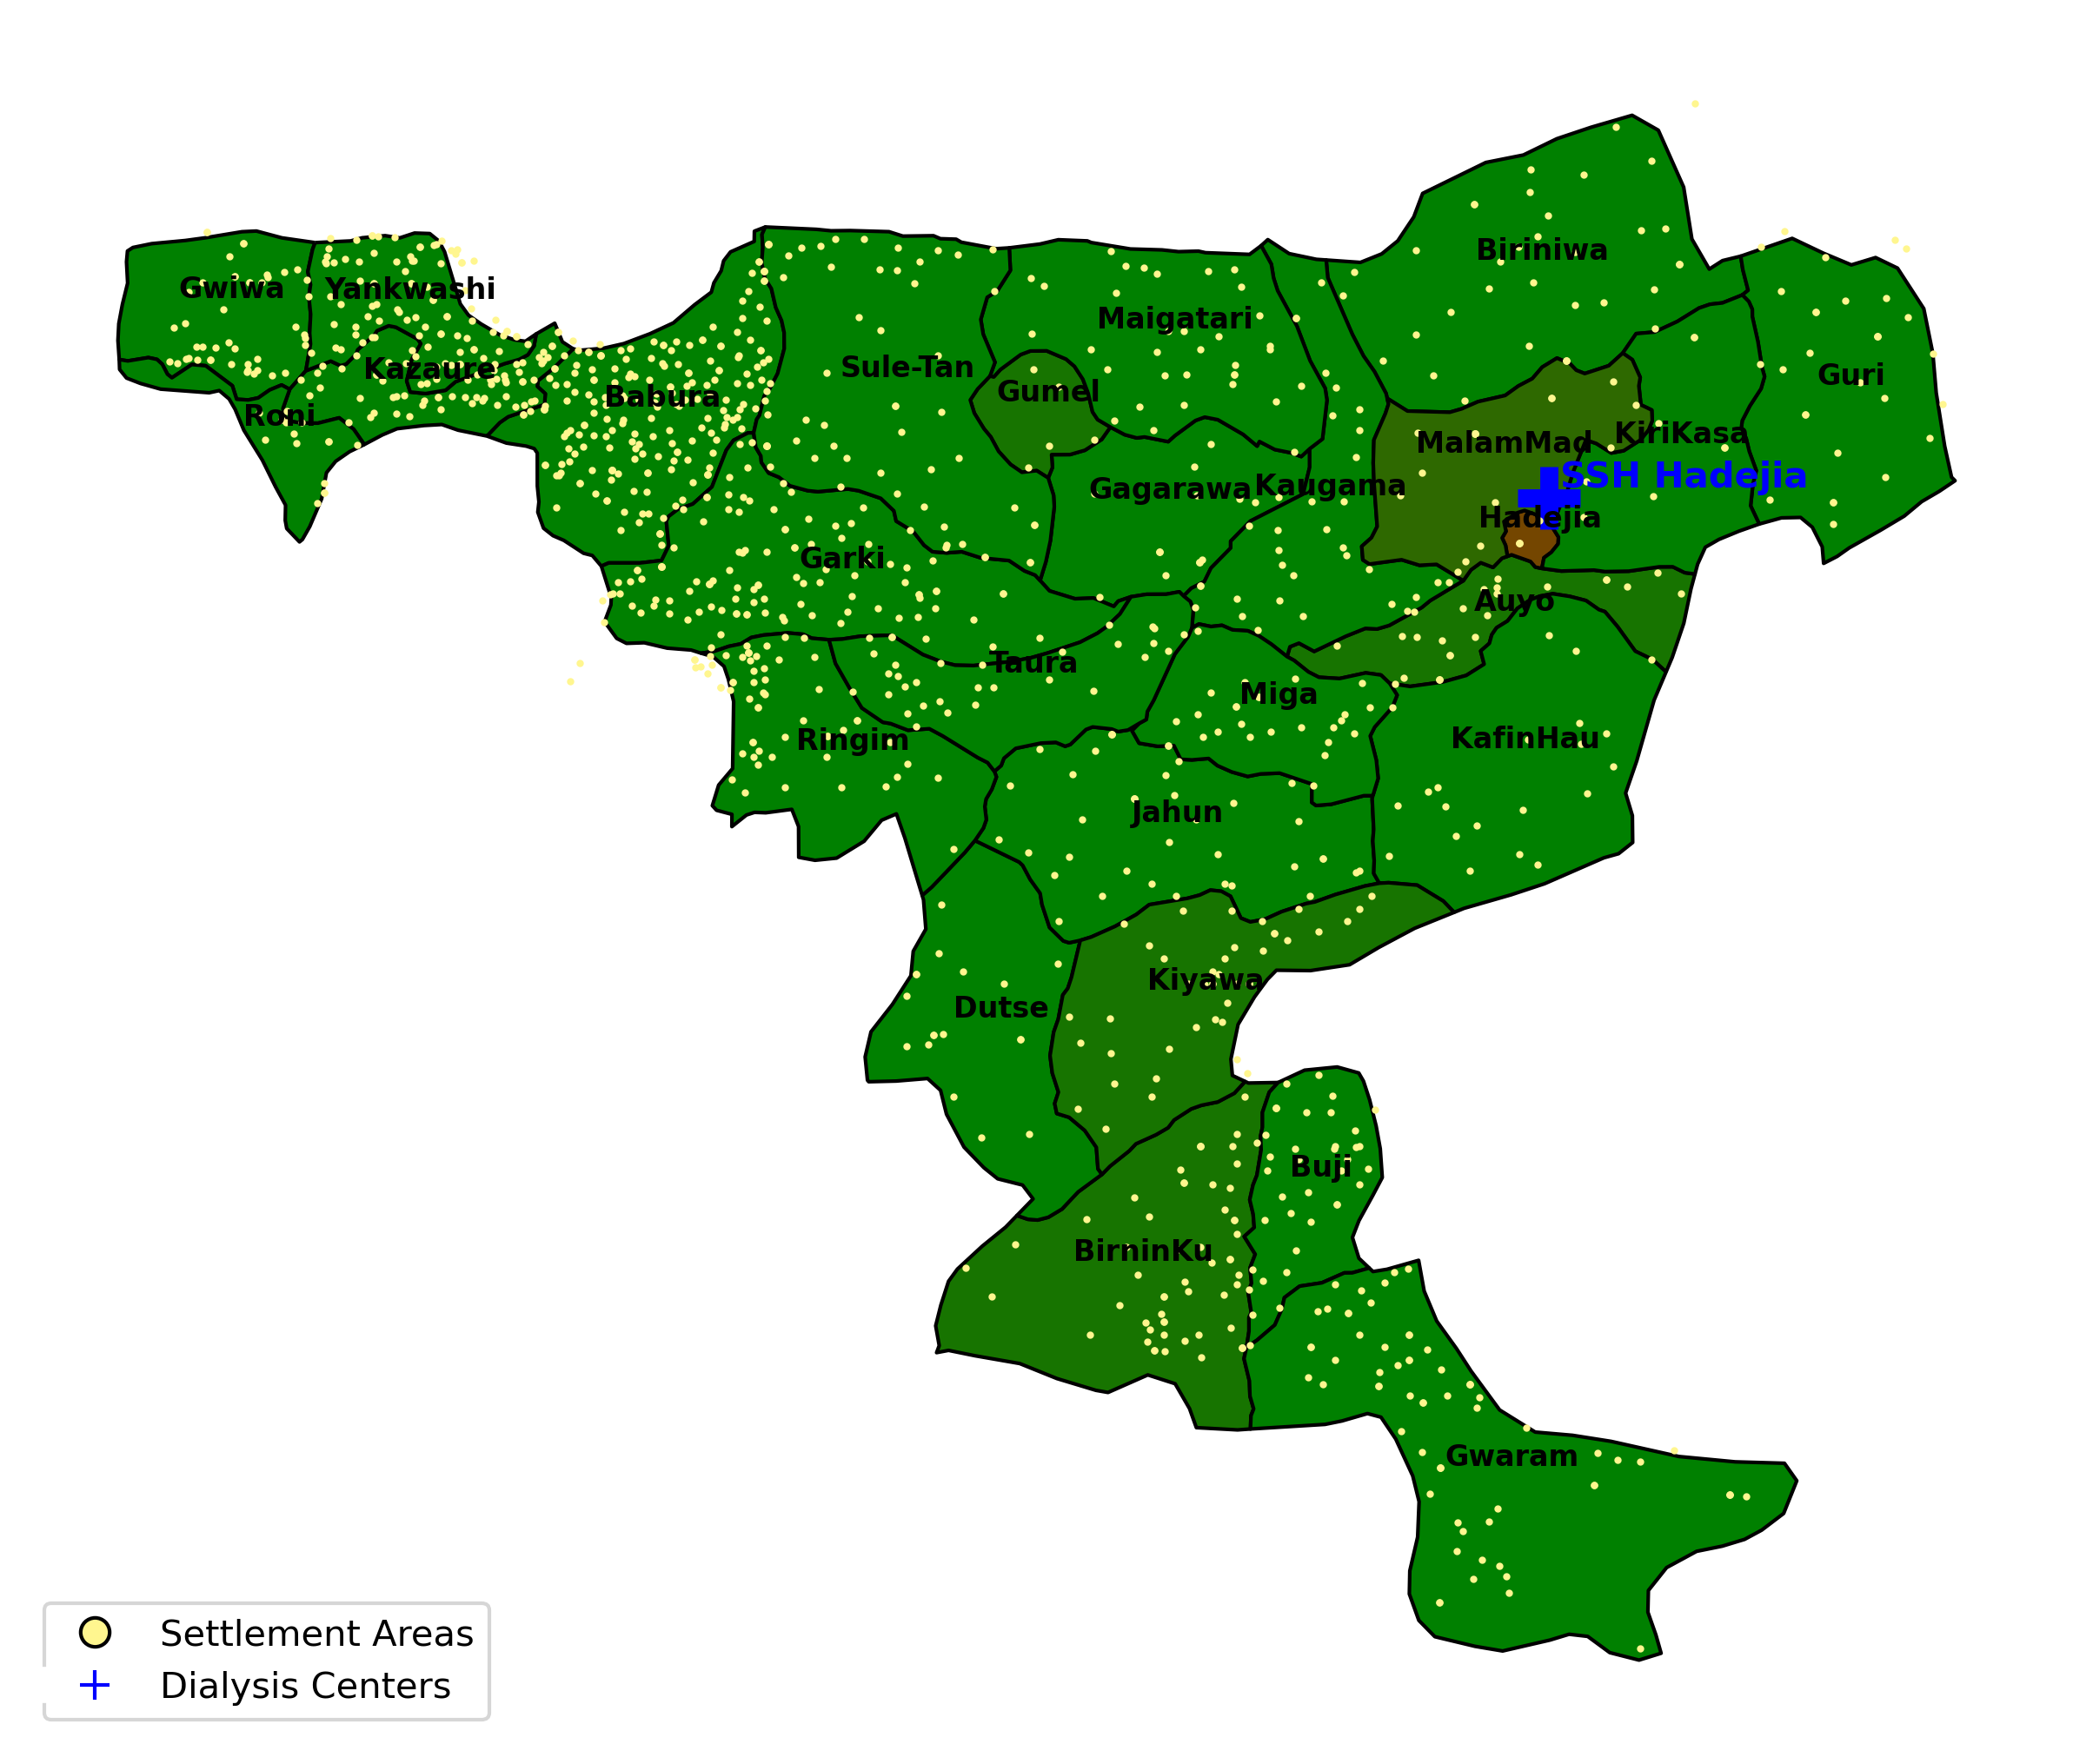 Biriniwa
Gwiwa
Yankwashi
Maigatari
Kazaure
Sule-Tan
Guri
Gumel
Babura
Roni
KiriKasa
MalamMad
SSH Hadejia
Gagarawa
Kaugama
Hadejia
Garki
Auyo
Taura
Miga
KafinHau
Ringim
Jahun
Kiyawa
Dutse
Buji
BirninKu
Gwaram
Settlement Areas
Dialysis Centers